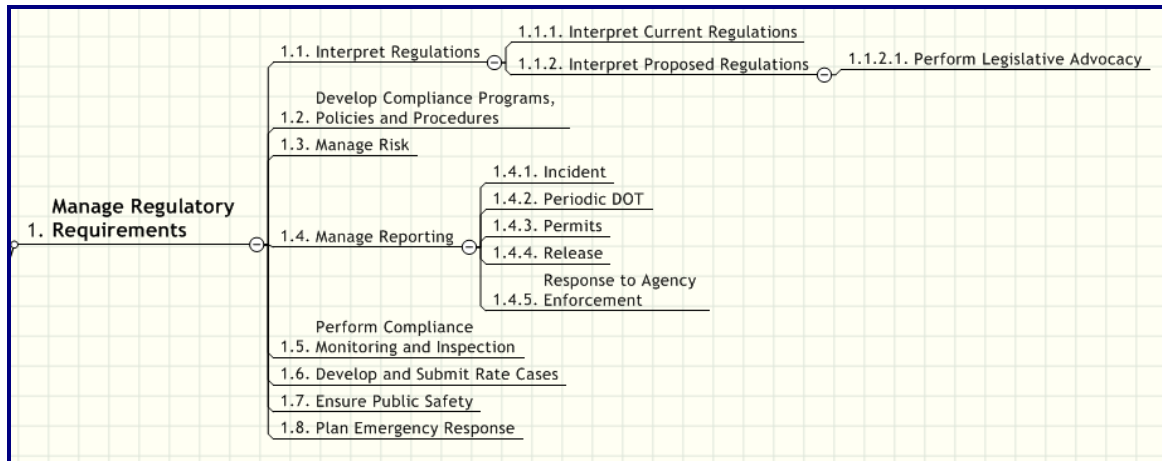 Manage Regulatory
1. Requirements
1.1. Interpret Regulations
1.1.1. Interpret Current Regulations
1.1.2. Interpret Proposed Regulations
1.1.2.1. Perform Legislative Advocacy
Develop Compliance Programs,
1.2. Policies and Procedures
1.3. Manage Risk
1.4. Manage Reporting
1.4.1. Incident
1.4.2. Periodic DOT
1.4.3. Permits
1.4.4. Release
Response to Agency
1.4.5. Enforcement
Perform Compliance
1.5. Monitoring and Inspection
1.6. Develop and Submit Rate Cases
1.7. Ensure Public Safety
1.8. Plan Emergency Response